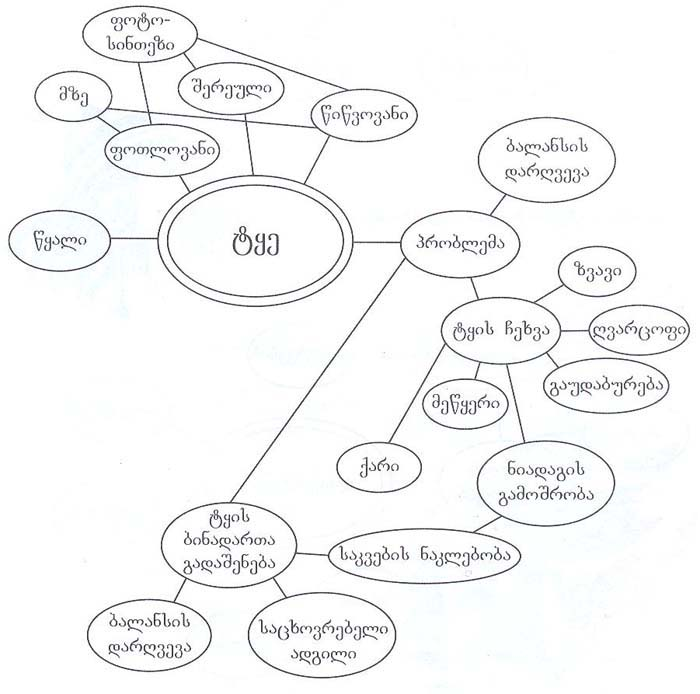 ფოტო-
სინთეზი
შერეული
მზე
წიწვოვანი
ფოთლოვანი
ბალანსის
დარღვევა
წყალი
ტყე
პრობლემა
ზვავი
ტყის ჩეხვა
ღვარცოფი
გაუდაბურება
მეწყერი
ქარი
ნიადაგის
გამოშრობა
ტყის
ბინადართა
გადაშენება
საკვების ნაკლებობა
ბალანსის
დარღვევა
საცხოვრებელი
ადგილი